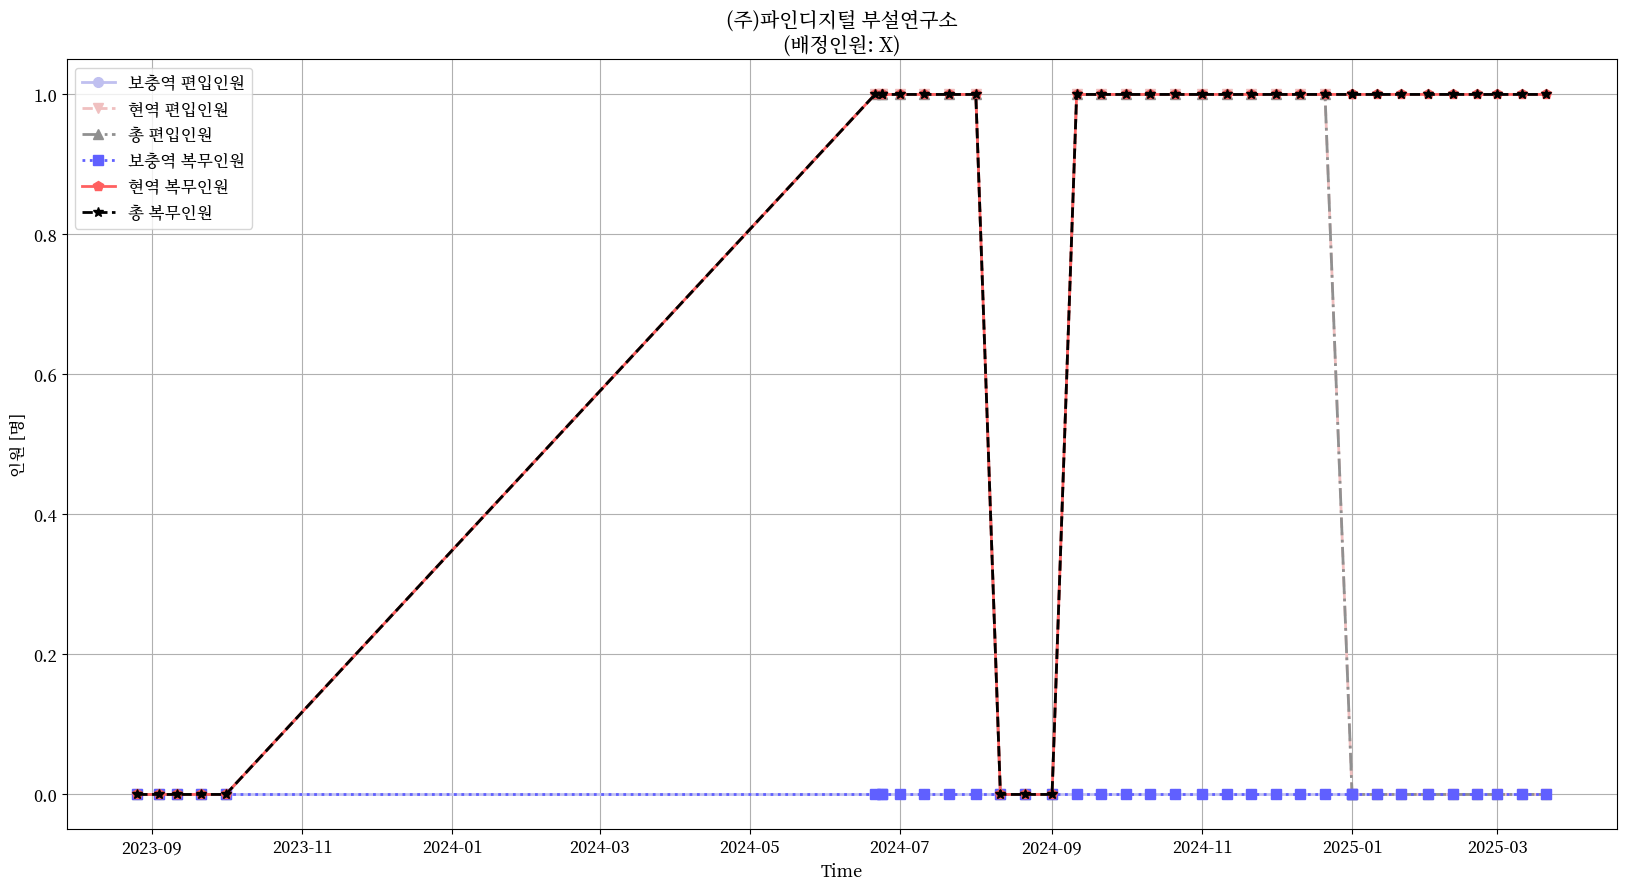 (주)파인디지털 부설연구소
(배정인원: X)
보충역 편입인원
현역 편입인원
총 편입인원
보충역 복무인원
현역 복무인원
총 복무인원
1.0
0.8
0.6
0.4
0.2
0.0
인원 [명]
2023-09
2023-11
2024-01
2024-03
2024-05
2024-07
2024-09
2024-11
2025-01
2025-03
Time